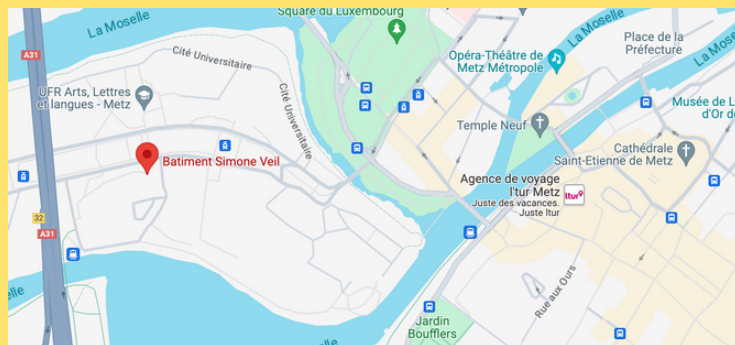 Square du Luxembourg
La Moselle
La Moselle
Place de la
Préfecture
La Mos
A31
Cité Universitaire
Opéra-Théâtre de
Metz Métropole
UFR Arts, Lettres
et langues - Metz
Cité Universitaire
Musée de L
d'Or d
Temple Neuf
Batiment Simone Veil
Cathédrale
Saint-Etienne de Metz
Agence de voyage
l'tur Metz
Juste des vacances.
Juste ltur
ltur
32
A31
elle
Rue aux Ours
Jardin
Boufflers